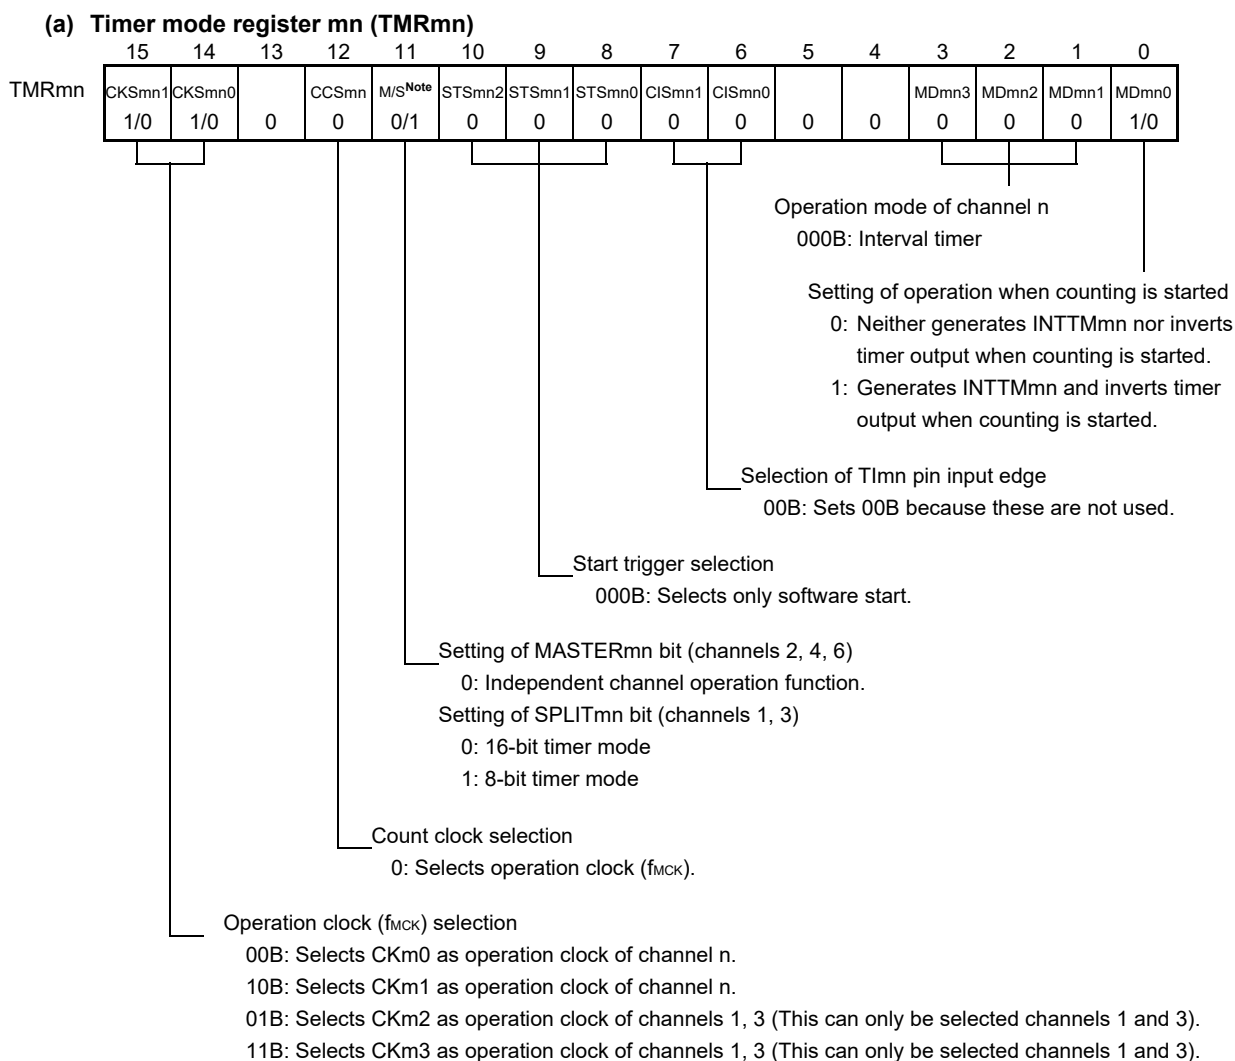 (a) Timer mode register mn (TMRmn)
15 14 13 12 11 10 9 8 7 6 5 4 3 2 1 0
TMRmn CKSmn1 CKSmn0 CCSmn M/SNote STSmn2 STSmn1 STSmn0 CISmn1 CISmn0 MDmn3 MDmn2 MDmn1 MDmn0
1/0 1/0 0 0 0/1 0 0 0 0 0 0 0 0 0 0 1/0
Operation mode of channel n
000B: Interval timer
Setting of operation when counting is started
0: Neither generates INTTMmn nor inverts
timer output when counting is started.
1: Generates INTTMmn and inverts timer
output when counting is started.
Selection of TImn pin input edge
00B: Sets 00B because these are not used.
Start trigger selection
000B: Selects only software start.
Setting of MASTERmn bit (channels 2, 4, 6)
0: Independent channel operation function.
Setting of SPLITmn bit (channels 1, 3)
0: 16-bit timer mode
1: 8-bit timer mode
Count clock selection
0: Selects operation clock (fMCK).
Operation clock (fMCK) selection
00B: Selects CKm0 as operation clock of channel n.
10B: Selects CKm1 as operation clock of channel n.
01B: Selects CKm2 as operation clock of channels 1, 3 (This can only be selected channels 1 and 3).
11B: Selects CKm3 as operation clock of channels 1, 3 (This can only be selected channels 1 and 3).